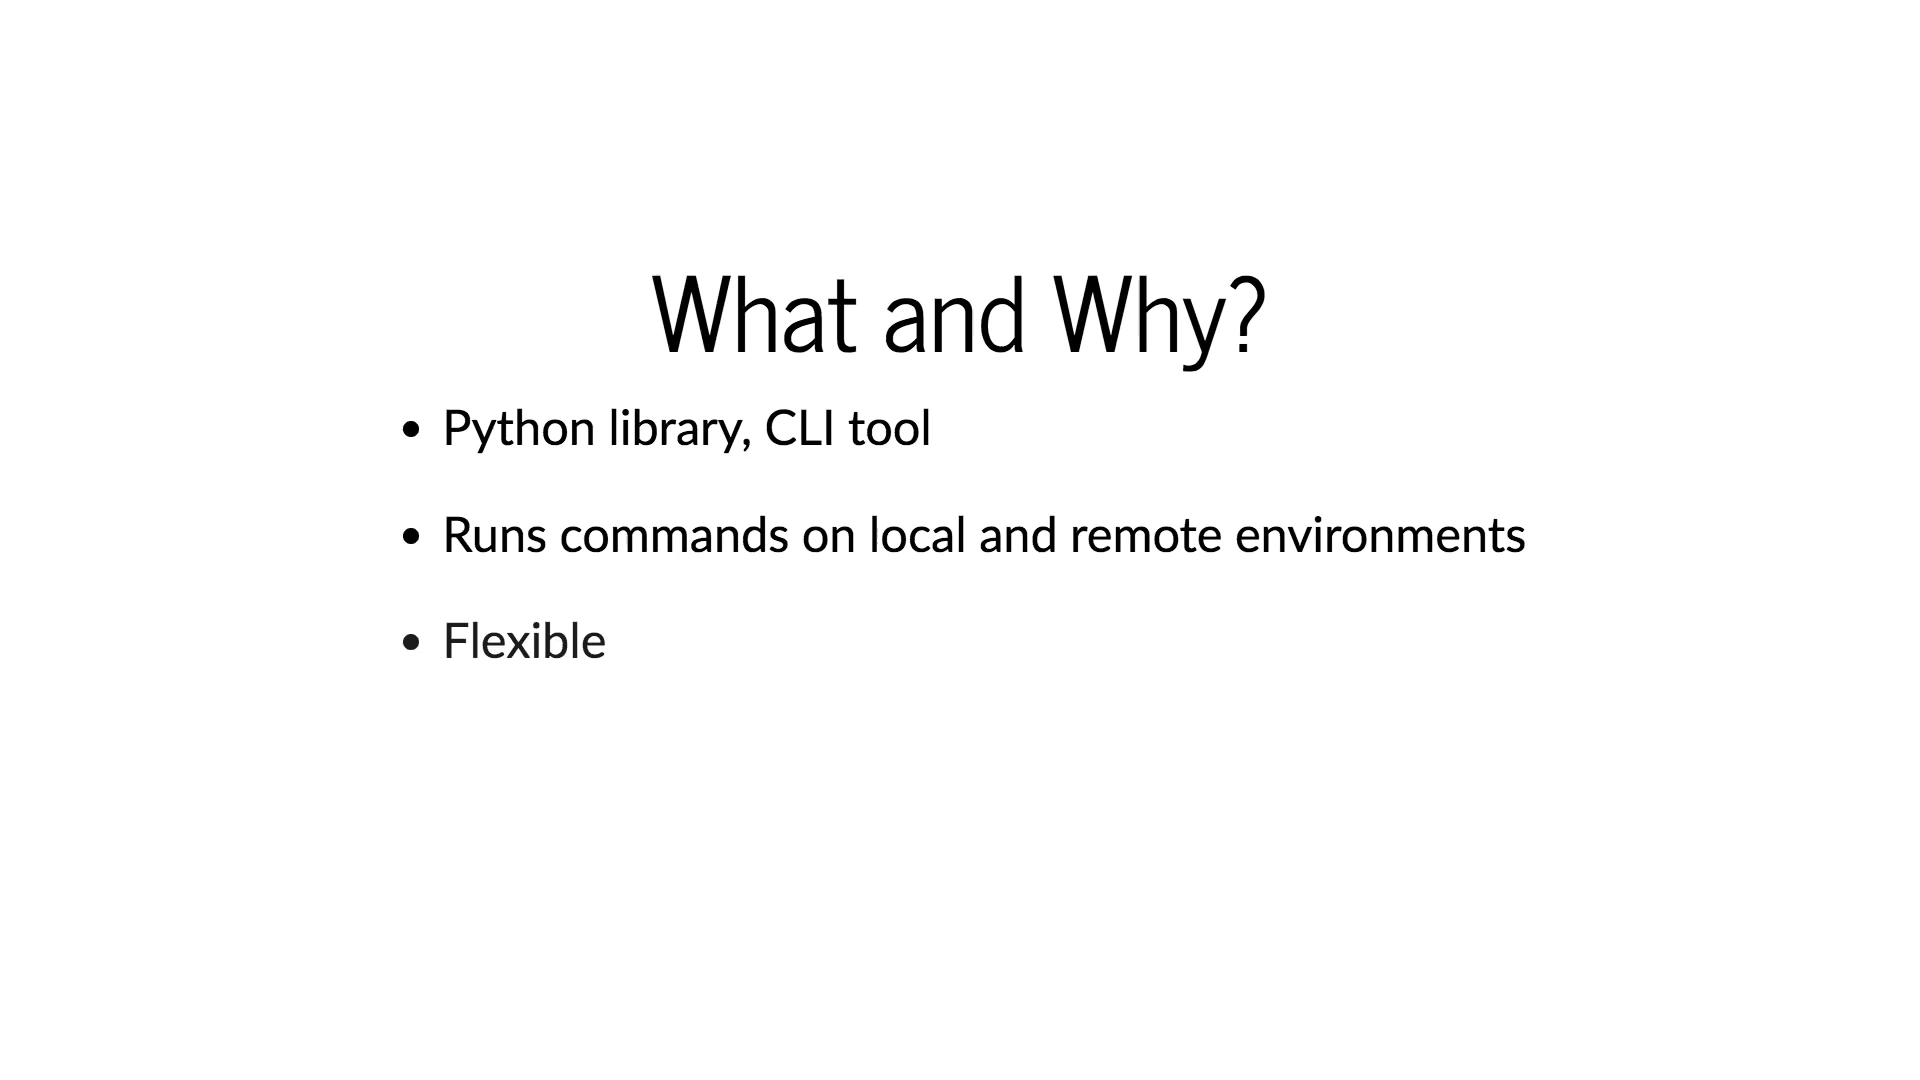 What and Why?
• Python library, CLI tool
• Runs commands on local and remote environments
• Flexible